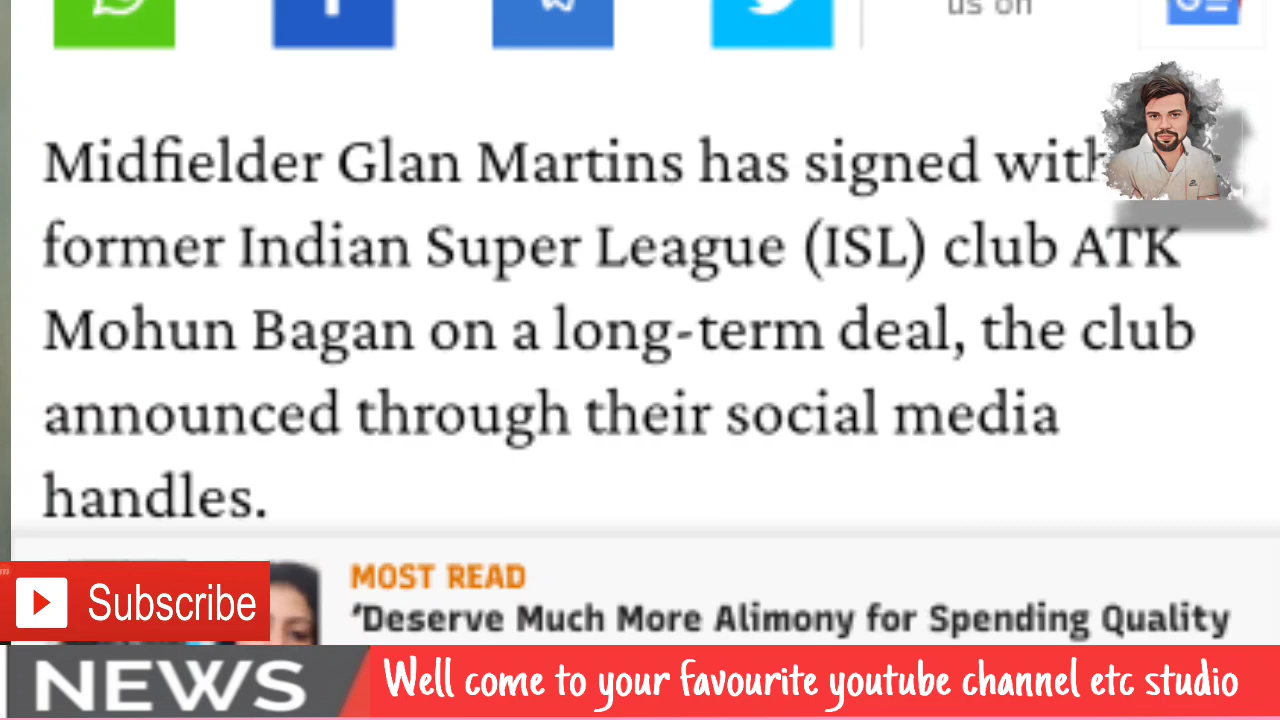 us on
Midfielder Glan Martins has signed with
former Indian Super League (ISL) club ATK
Mohun Bagan on a long-term deal, the club
announced through their social media
handles.
MOST READ
‘Deserve Much More Alimony for Spending Quality
Subscribe
NEWS
Well come to your favourite youtube channel etc studio